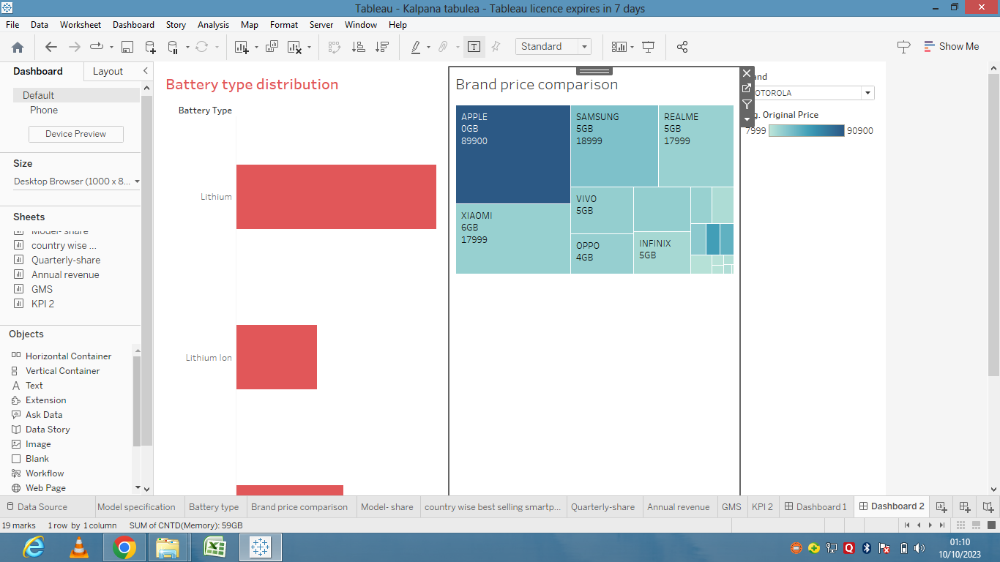 Tableau - Kalpana tabulea - Tableau licence expires in 7 days
File Data Worksheet Dashboard Story Analysis Map Format Server Window Help
Standard
Show Me
Dashboard Layout
Default
Phone
Device Preview
Size
Desktop Browser (1000 x 8...
Sheets
Model- share
country wise ...
Quarterly-share
Annual revenue
GMS
KPI 2
Objects
Horizontal Container
Vertical Container
Text
Extension
Ask Data
Data Story
Image
Blank
Workflow
Web Page
Battery type distribution
Battery Type
Lithium
Lithium Ion
Brand price comparison
APPLE
0GB
89900
SAMSUNG
5GB
18999
REALME
5GB
17999
XIAOMI
6GB
17999
VIVO
5GB
OPPO
4GB
INFINIX
5GB
and
OTOROLA
g. Original Price
7999 90900
Data Source Model specification Battery type Brand price comparison Model- share country wise best selling smartp... Quarterly-share Annual revenue GMS KPI 2 Dashboard 1 Dashboard 2
19 marks 1 row by 1 column SUM of CNTD(Memory): 59GB
01:10
10/10/2023